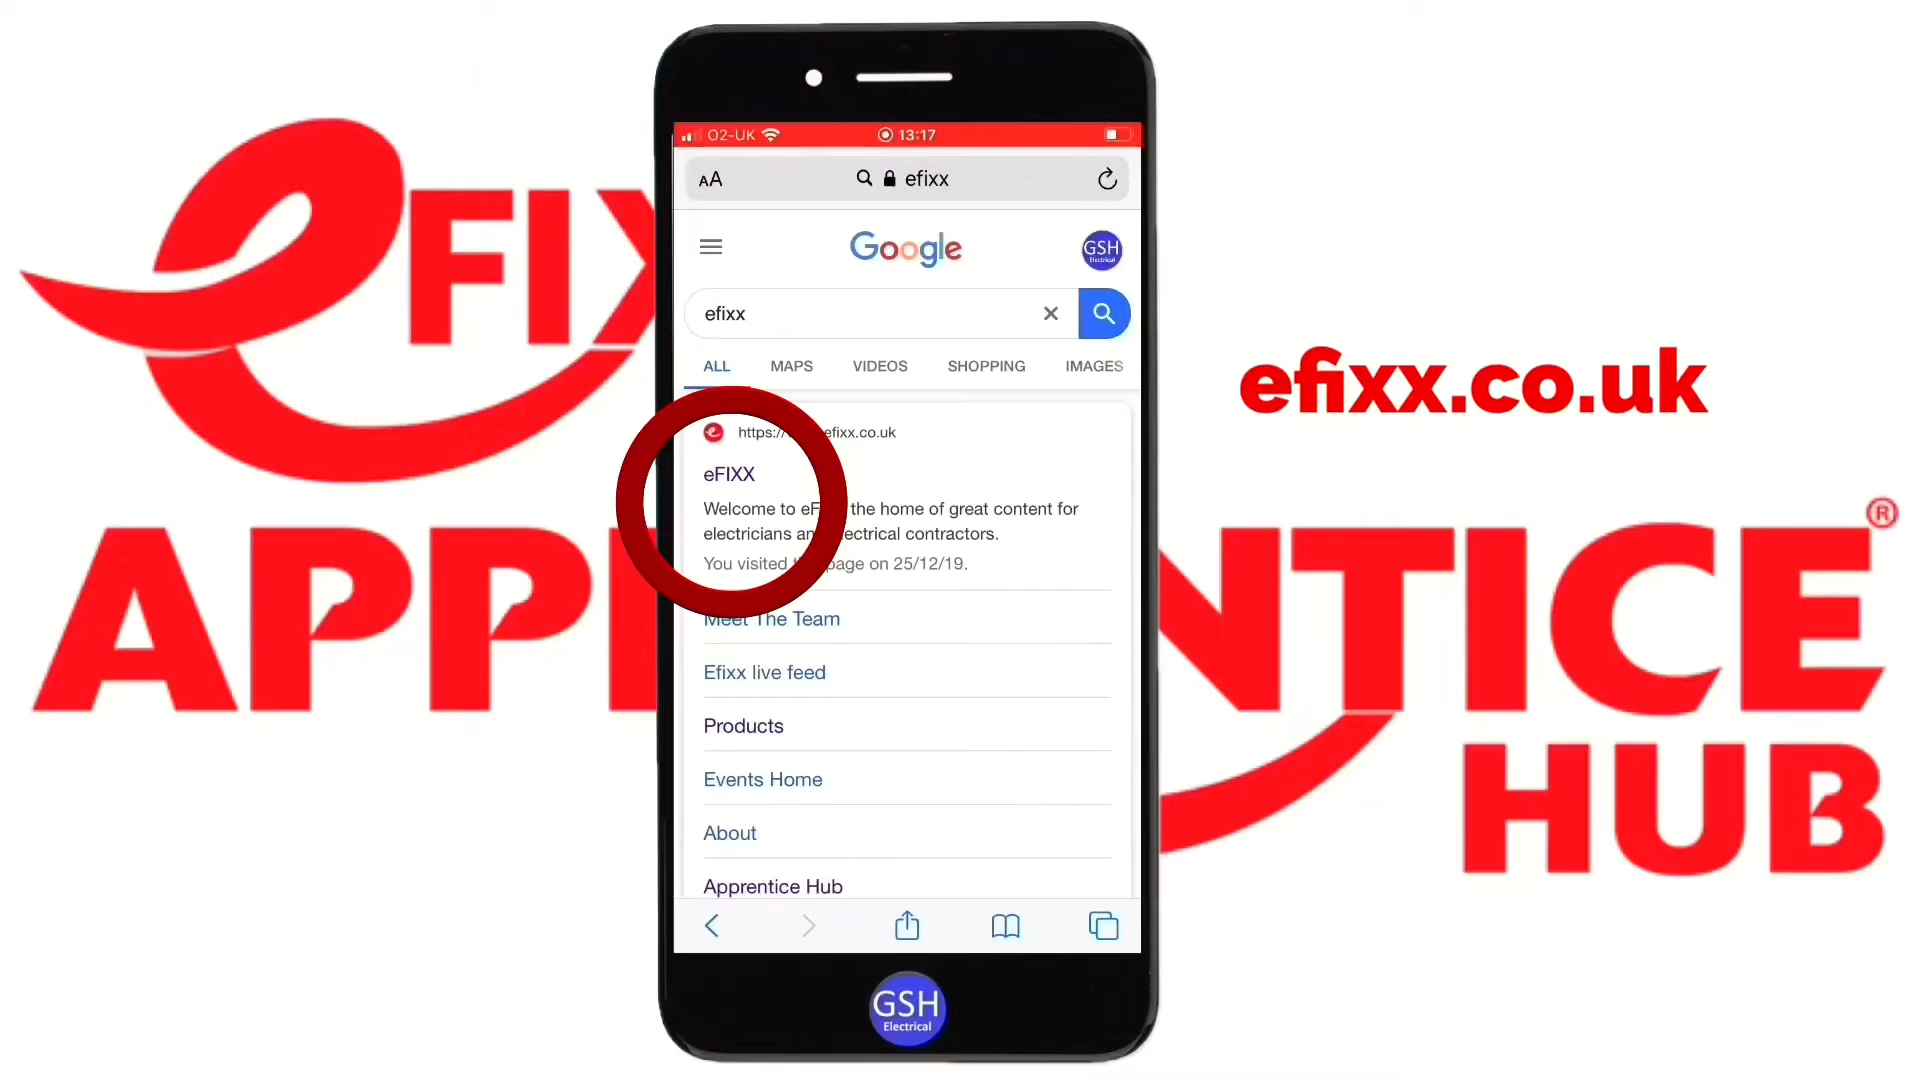 eFIX
APP NTICE ®
HUB
efixx.co.uk
O2-UK 13:17
AA efixx
Google
GSH
Electrical
efixx
ALL MAPS VIDEOS SHOPPING IMAGES
https:// efixx.co.uk
eFIXX
Welcome to eF the home of great content for
electricians an ectrical contractors.
You visited page on 25/12/19.
Meet The Team
Efixx live feed
Products
Events Home
About
Apprentice Hub
GSH
Electrical